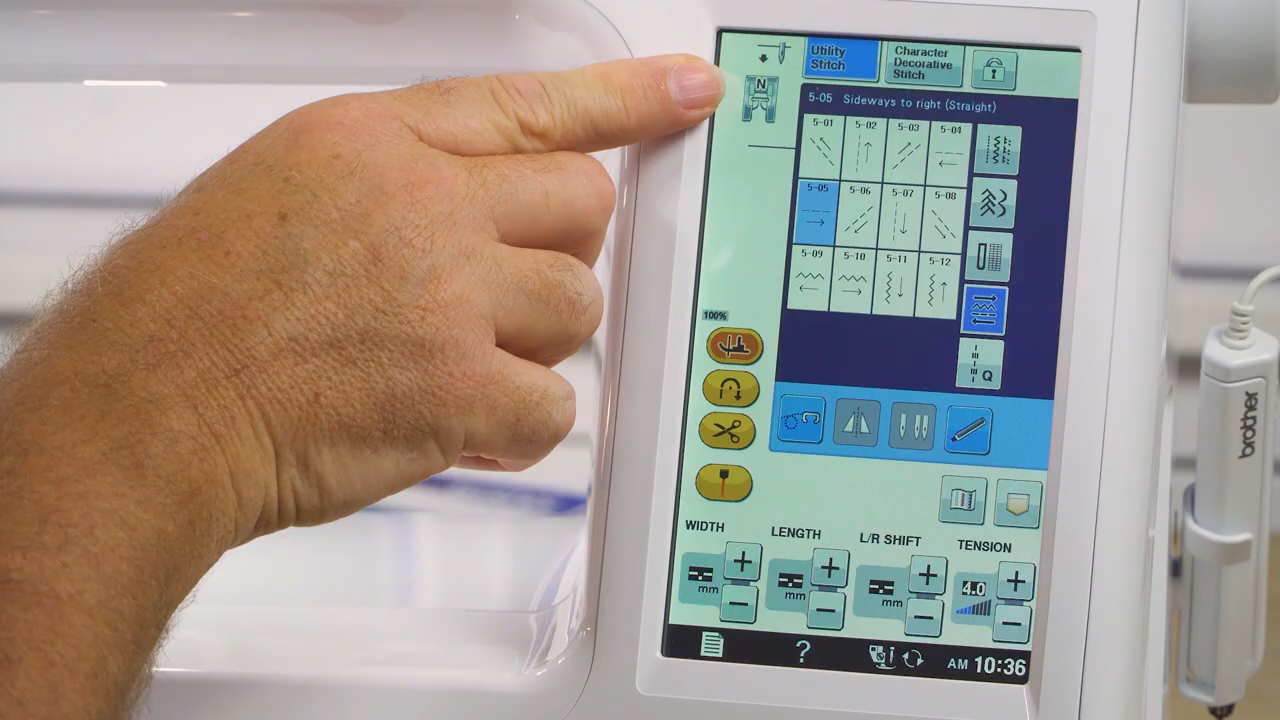 Utility
Stitch
Character
Decorative
Stitch
N
5-05 Sideways to right (Straight)
5-01 5-02 5-03 5-04
5-05 5-06 5-07 5-08
5-09 5-10 5-11 5-12
Q
100%
WIDTH LENGTH L/R SHIFT TENSION
mm mm mm 4.0
? AM 10:36
brother